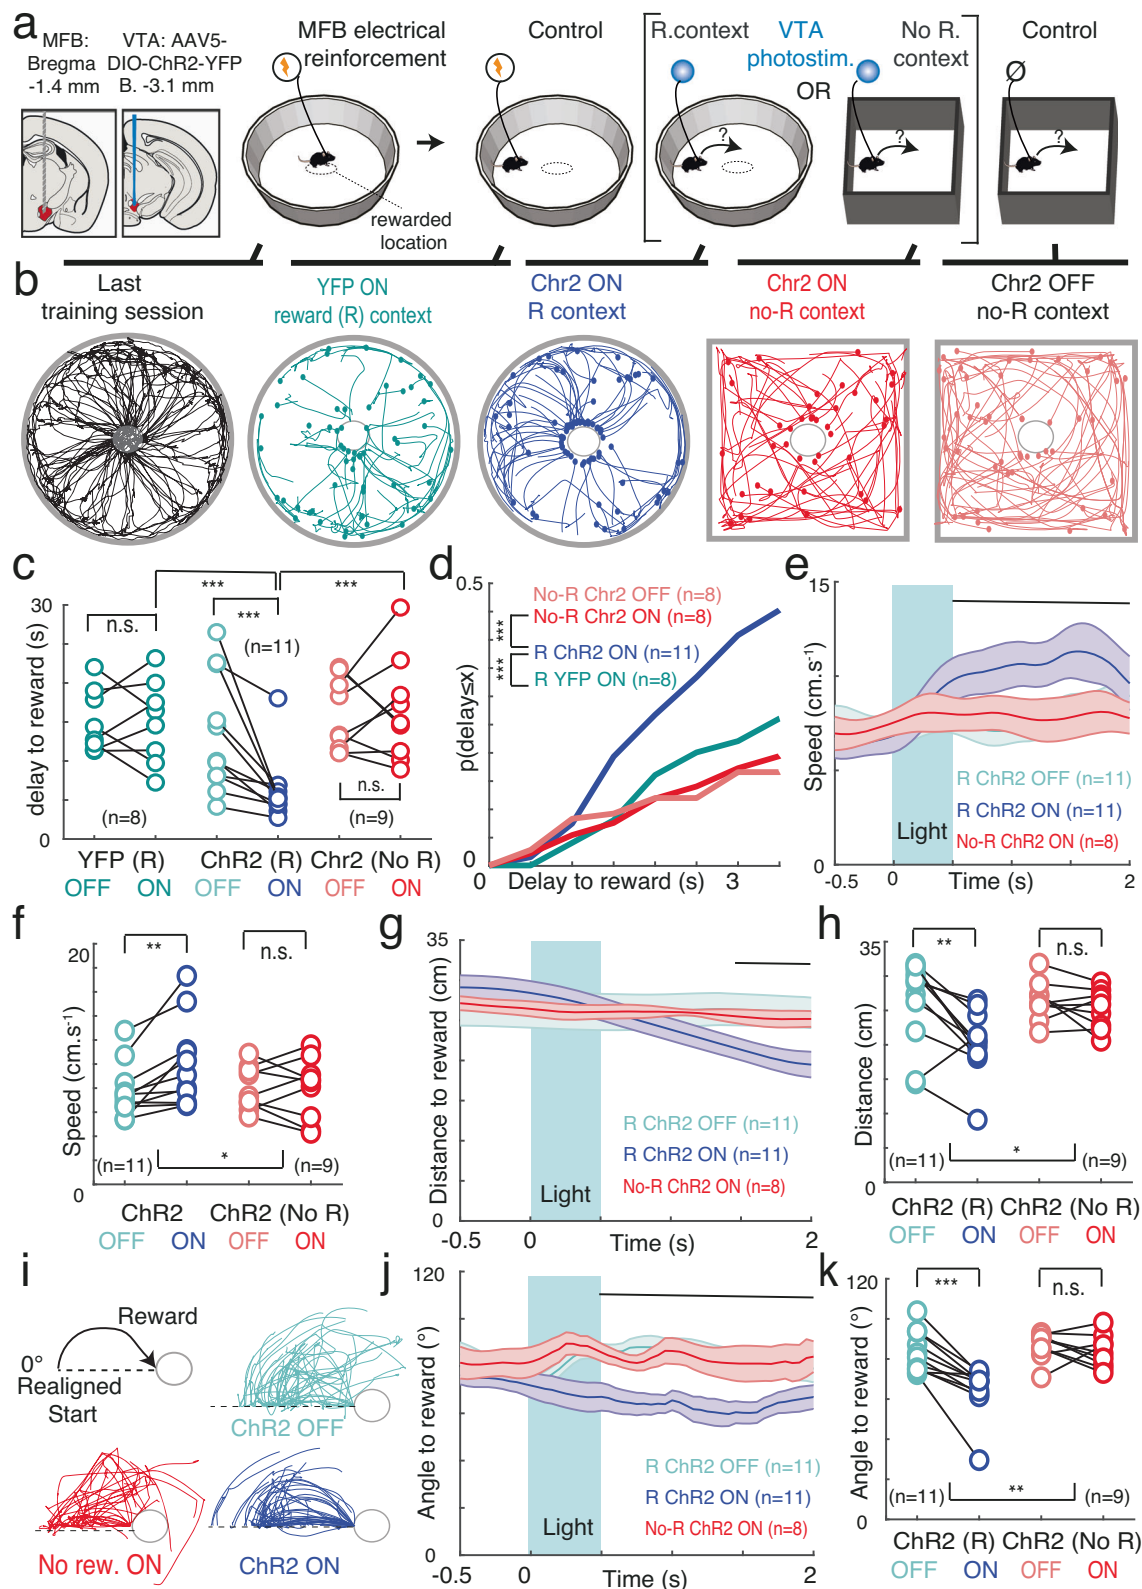 a
MFB:
Bregma
-1.4 mm
VTA: AAV5-
DIO-ChR2-YFP
B. -3.1 mm
MFB electrical
reinforcement
Control
R.context
VTA
photostim.
OR
No R.
context
Control
Ø
?
?
?
rewarded
location
b
Last
training session
YFP ON
reward (R) context
Chr2 ON
R context
Chr2 ON
no-R context
Chr2 OFF
no-R context
c
delay to reward (s)
30
0
***
***
n.s.
***
(n=11)
n.s.
(n=8)
(n=9)
YFP (R)
ChR2 (R)
Chr2 (No R)
OFF ON OFF ON OFF ON
d
p(delay≤x)
0.5
0
No-R Chr2 OFF (n=8)
No-R Chr2 ON (n=8)
***
R ChR2 ON (n=11)
***
R YFP ON (n=8)
0
Delay to reward (s)
3
e
Speed (cm.s-1)
15
0
R ChR2 OFF (n=11)
R ChR2 ON (n=11)
No-R ChR2 ON (n=8)
Light
-0.5
0
Time (s)
2
f
Speed (cm.s-1)
20
0
**
n.s.
(n=11)
*
(n=9)
ChR2
ChR2 (No R)
OFF ON OFF ON
g
Distance to reward (cm)
35
0
R ChR2 OFF (n=11)
R ChR2 ON (n=11)
No-R ChR2 ON (n=8)
Light
-0.5
0
Time (s)
2
h
Distance (cm)
35
0
**
n.s.
(n=11)
*
(n=9)
ChR2 (R)
ChR2 (No R)
OFF ON OFF ON
i
Reward
0°
Realigned
Start
ChR2 OFF
No rew. ON
ChR2 ON
j
Angle to reward (°)
120
0
R ChR2 OFF (n=11)
R ChR2 ON (n=11)
No-R ChR2 ON (n=8)
Light
-0.5
0
Time (s)
2
k
Angle to reward (°)
120
0
***
n.s.
(n=11)
**
(n=9)
ChR2 (R)
ChR2 (No R)
OFF ON OFF ON